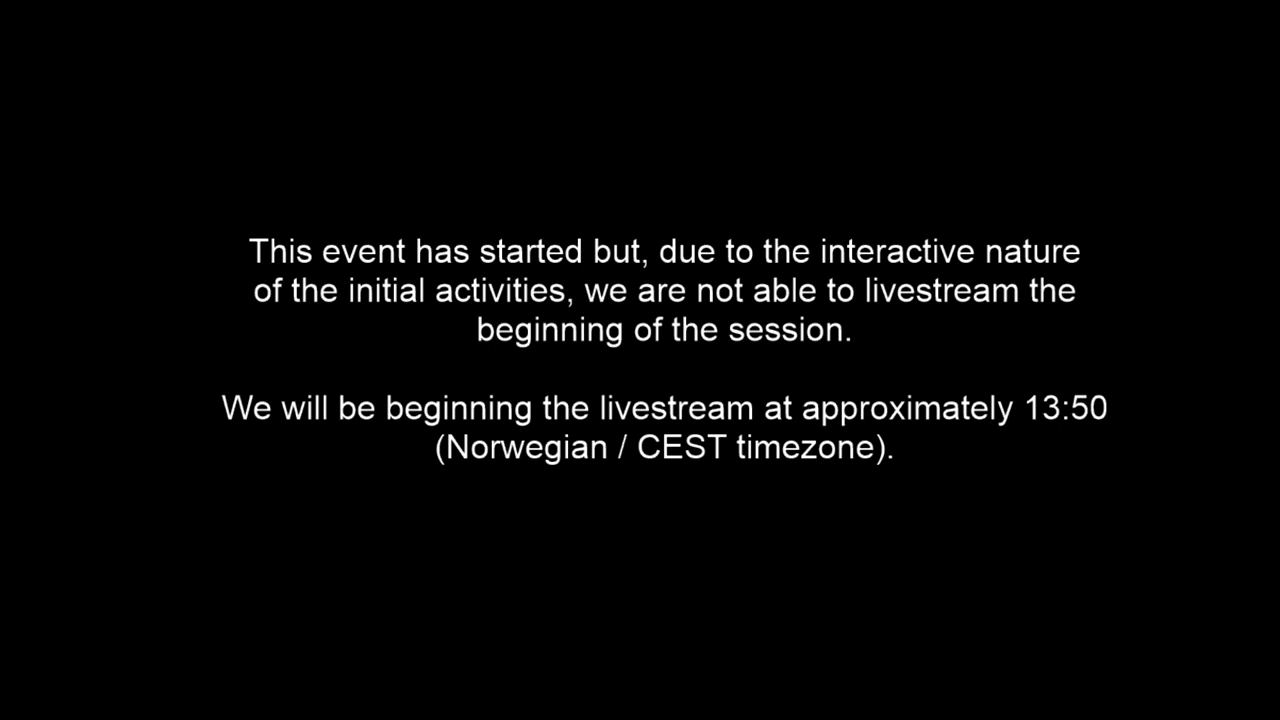 This event has started but, due to the interactive nature
of the initial activities, we are not able to livestream the
beginning of the session.
We will be beginning the livestream at approximately 13:50
(Norwegian / CEST timezone).